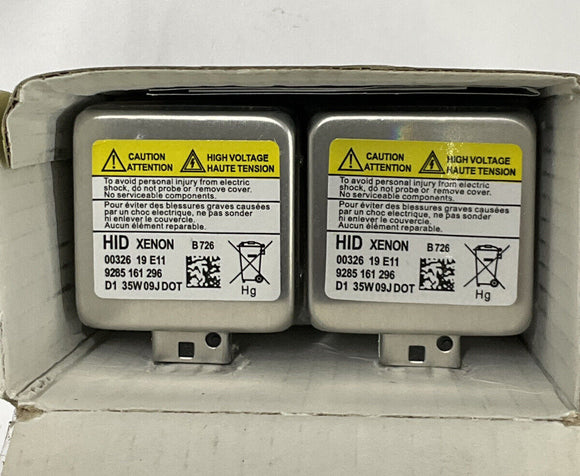 CAUTION
ATTENTION
HIGH VOLTAGE
HAUTE TENSION
To avoid personal injury from electric
shock, do not probe or remove cover.
No serviceable components.
Pour éviter des blessures graves causées
par un choc electrique, ne pas sonder
hi enlever le couvercle.
Aucun élément reparable.
HID XENON B 726
00326 19 E11
9285 161 296
D1 35W 09J DOT
Hg
CAUTION
ATTENTION
HIGH VOLTAGE
HAUTE TENSION
To avoid personal injury from electric
shock, do not probe or remove cover.
No serviceable components.
Pour éviter des blessures graves causées
par un choc electrique, ne pas sonder
hi enlever le couvercle.
Aucun élément reparable.
HID XENON B 726
00326 19 E11
9285 161 296
D1 35W 09J DOT
Hg